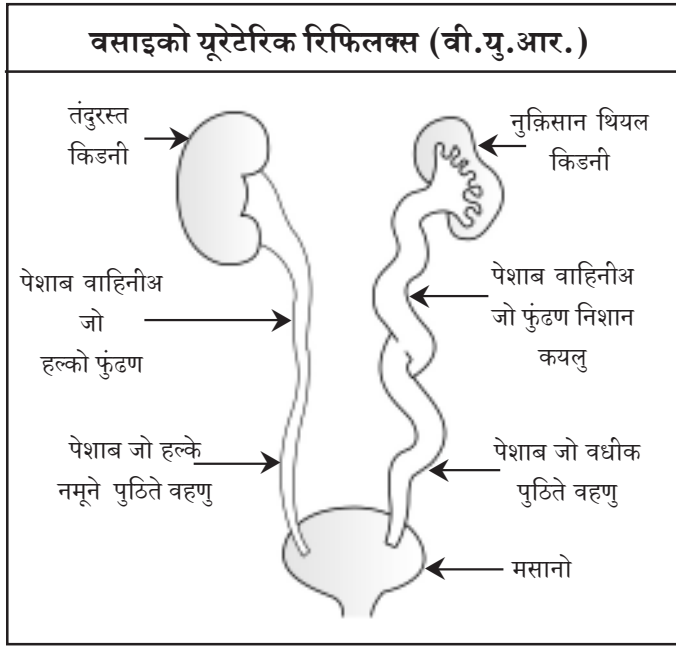 वसाइको यूरेटेरिक रिफिलक्स (वी.यु.आर.)
तंदुरस्त
किडनी
नुक़िसान थियल
किडनी
पेशाब वाहिनीअ
जो
हल्को फुंढण
पेशाब वाहिनीअ
जो फुंढण निशान
कयलु
पेशाब जो हल्के
नमूने पुठिते वहणु
पेशाब जो वधीक
पुठिते वहणु
मसानो